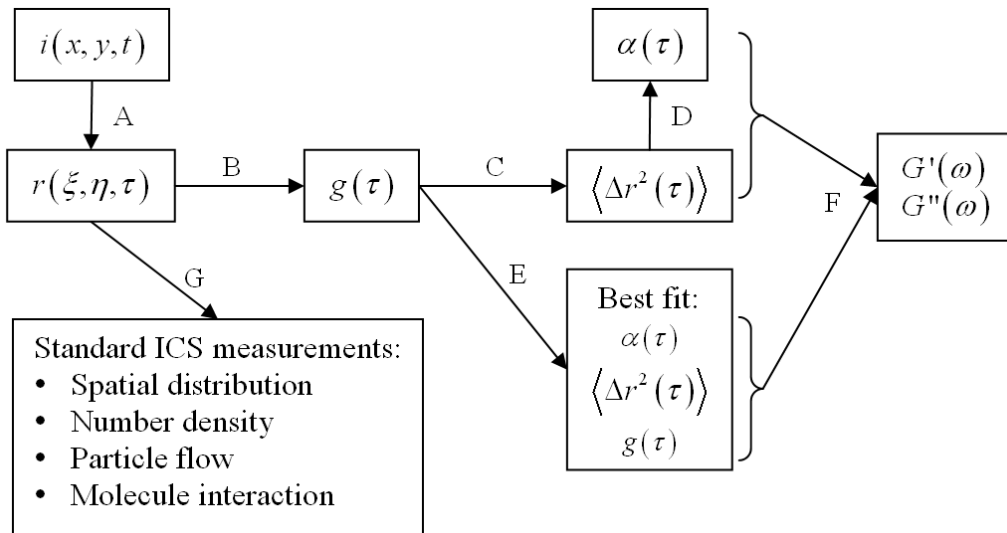 i(x, y, t)
α(τ)
A
D
r(ξ, η, τ)
B
g(τ)
C
⟨Δr²(τ)⟩
F
G'(ω)
G"(ω)
G
E
Standard ICS measurements:
• Spatial distribution
• Number density
• Particle flow
• Molecule interaction
Best fit:
α(τ)
⟨Δr²(τ)⟩
g(τ)